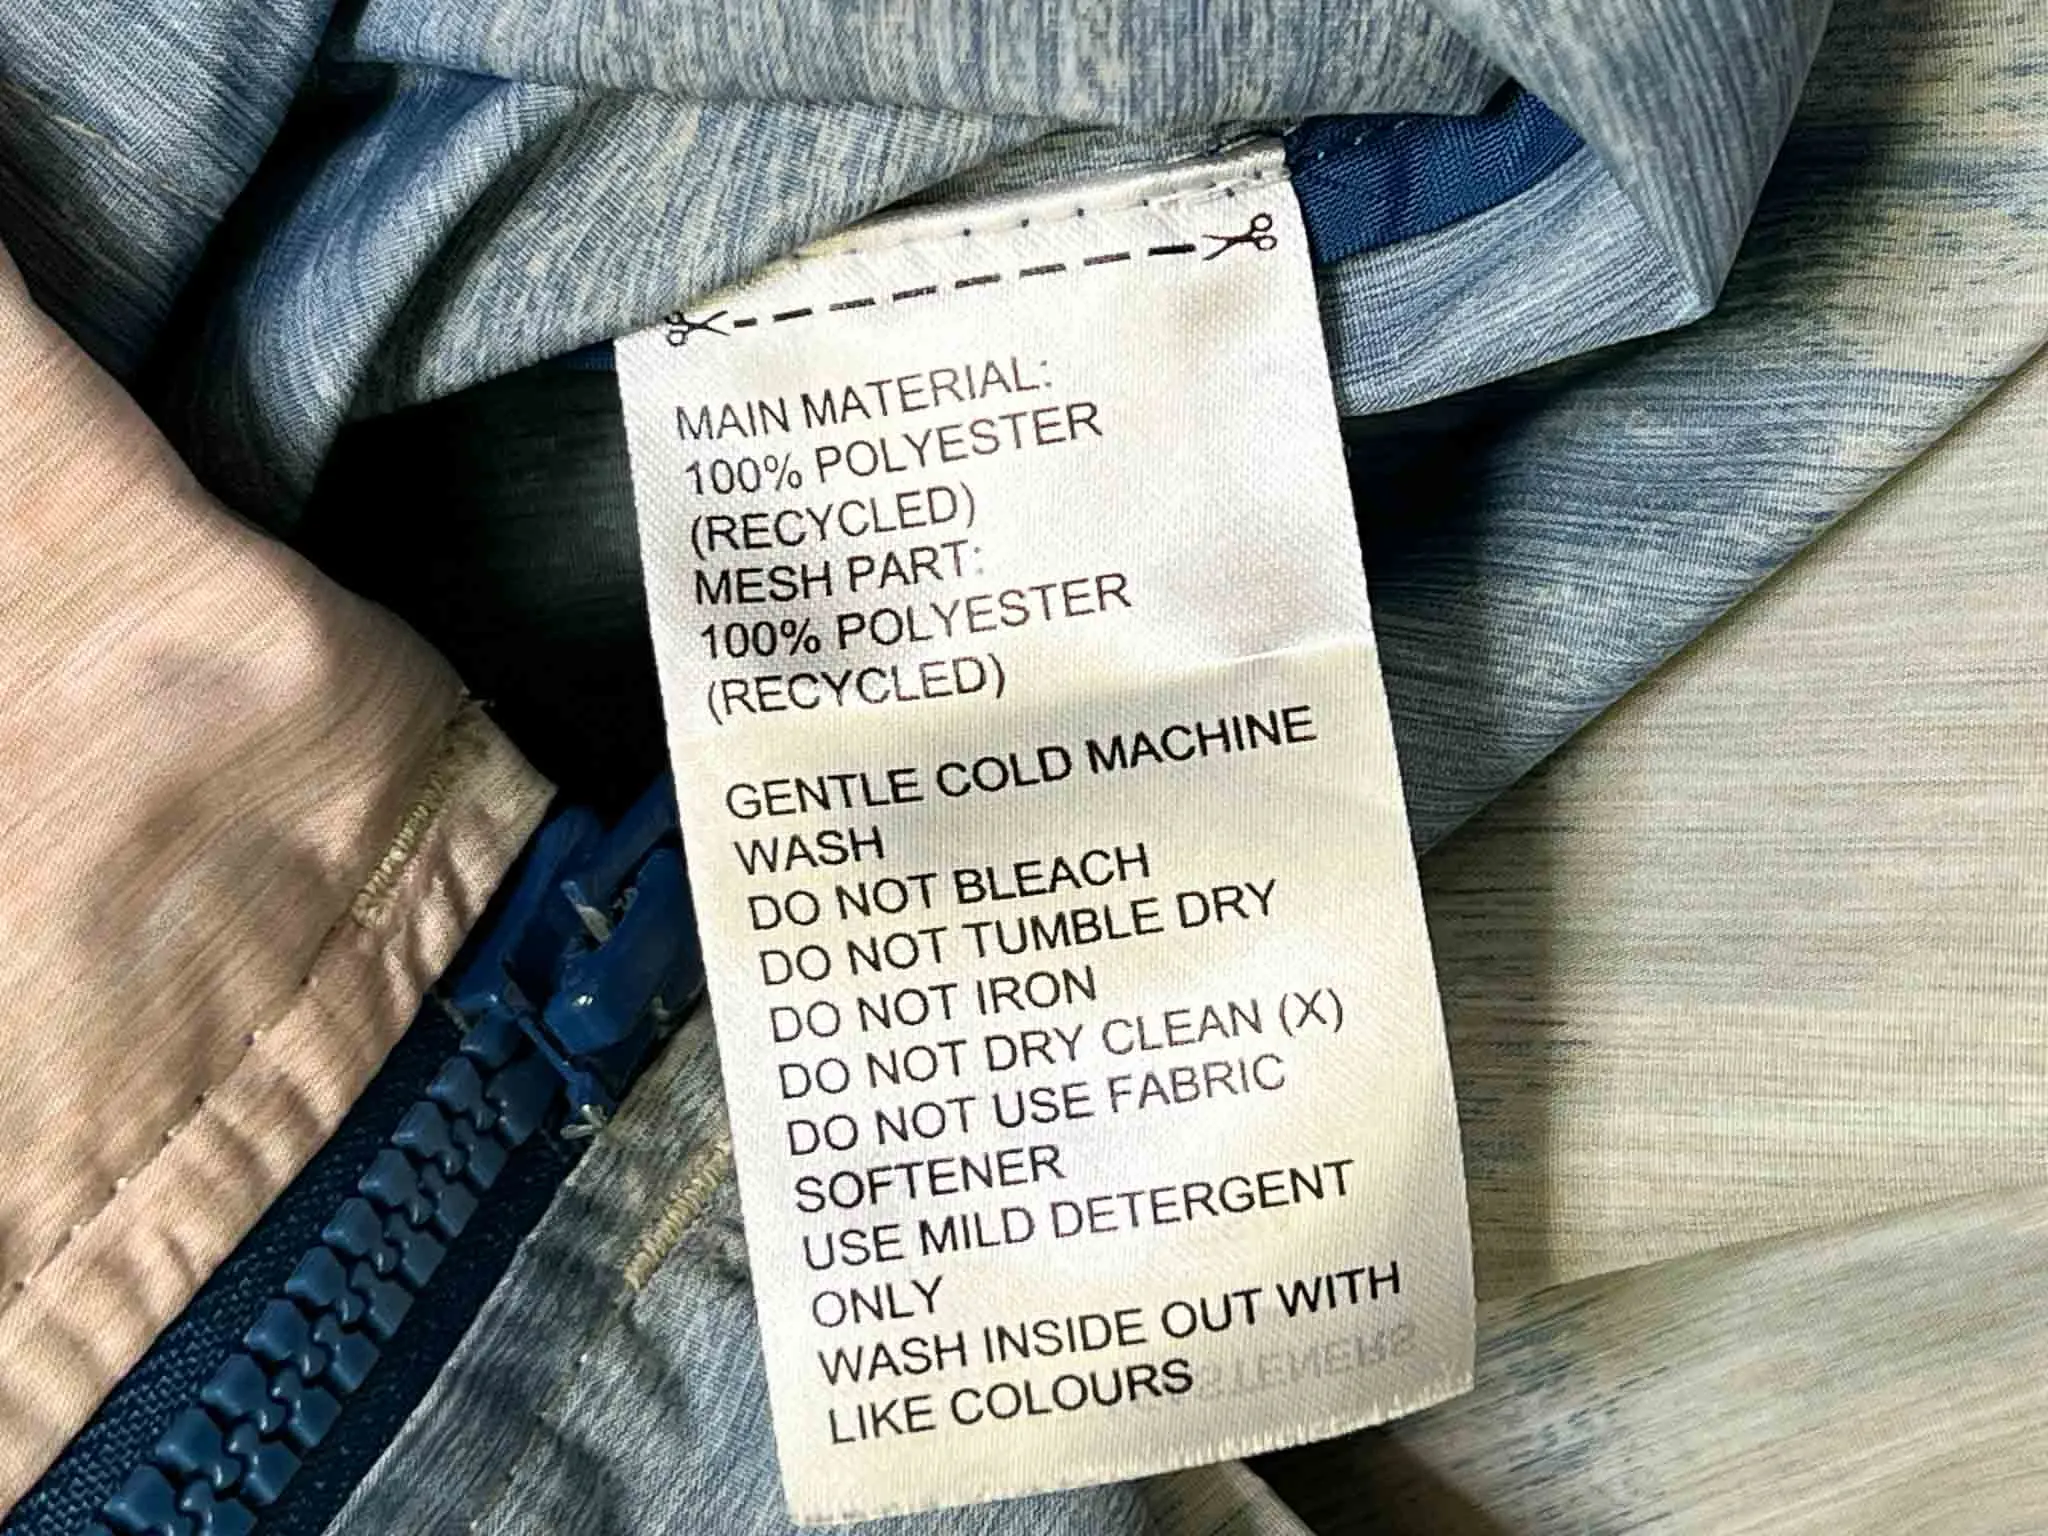 MAIN MATERIAL:
100% POLYESTER
(RECYCLED)
MESH PART:
100% POLYESTER
(RECYCLED)
GENTLE COLD MACHINE
WASH
DO NOT BLEACH
DO NOT TUMBLE DRY
DO NOT IRON
DO NOT DRY CLEAN (X)
DO NOT USE FABRIC
SOFTENER
USE MILD DETERGENT
ONLY
WASH INSIDE OUT WITH
LIKE COLOURS